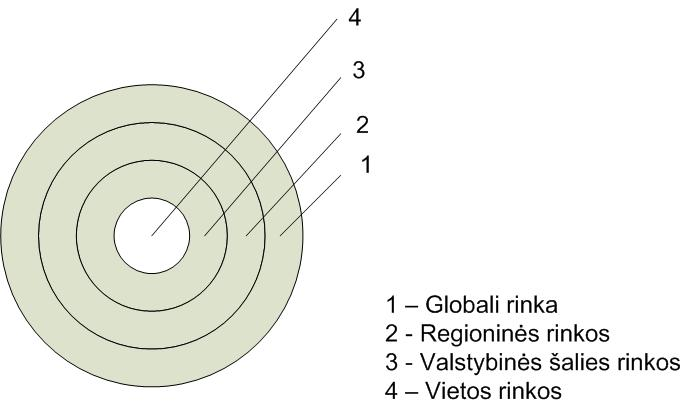 4
3
2
1
1 – Globali rinka
2 - Regioninės rinkos
3 - Valstybinės šalies rinkos
4 – Vietos rinkos